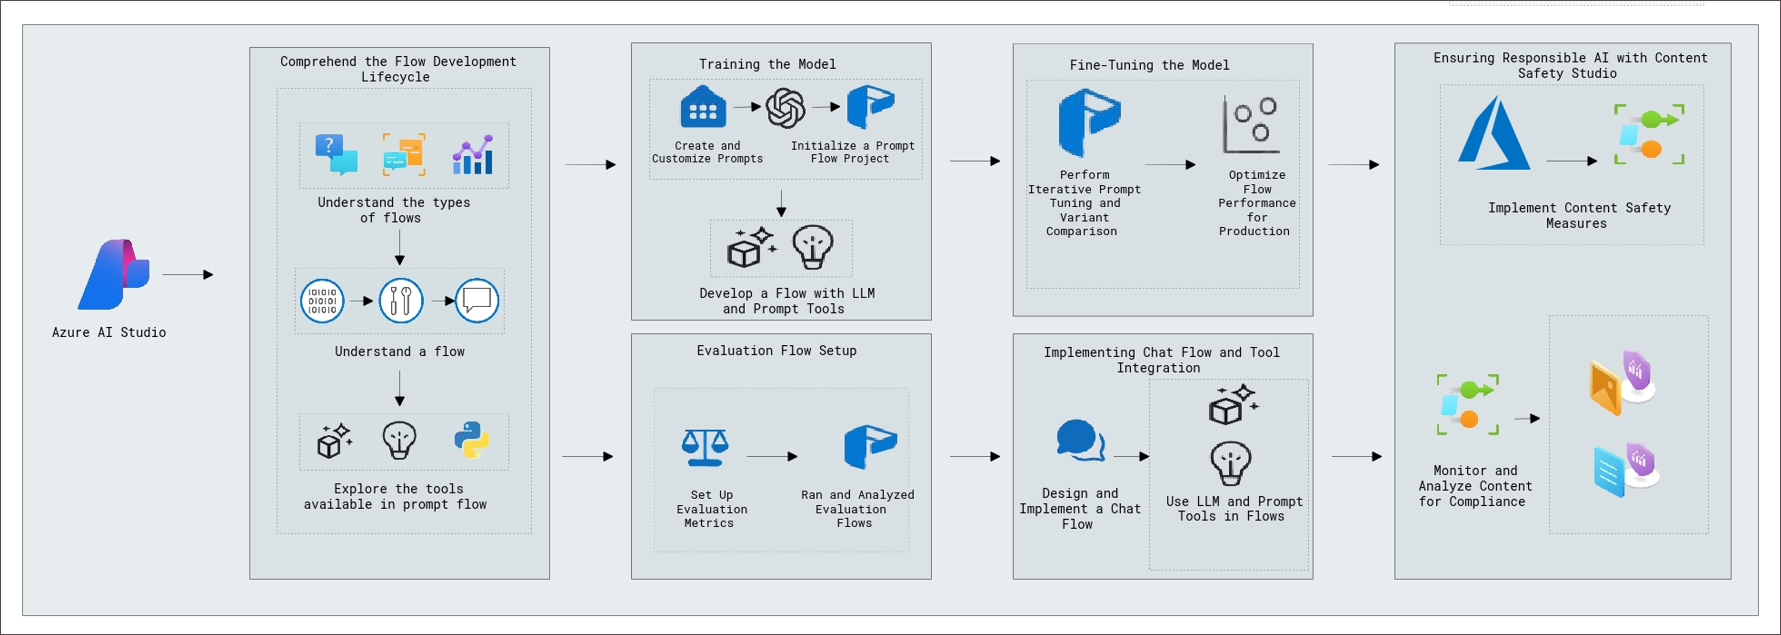 Azure AI Studio
Comprehend the Flow Development
Lifecycle
?
Understand the types
of flows
IOIOIO
OIOIOI
IOIOIO
Understand a flow
Explore the tools
available in prompt flow
Training the Model
Create and
Customize Prompts
Initialize a Prompt
Flow Project
Develop a Flow with LLM
and Prompt Tools
Evaluation Flow Setup
Set Up
Evaluation
Metrics
Ran and Analyzed
Evaluation
Flows
Fine-Tuning the Model
Perform
Iterative Prompt
Tuning and
Variant
Comparison
Optimize
Flow
Performance
for
Production
Implementing Chat Flow and Tool
Integration
Design and
Implement a Chat
Flow
Use LLM and Prompt
Tools in Flows
Ensuring Responsible AI with Content
Safety Studio
Implement Content Safety
Measures
Monitor and
Analyze Content
for Compliance